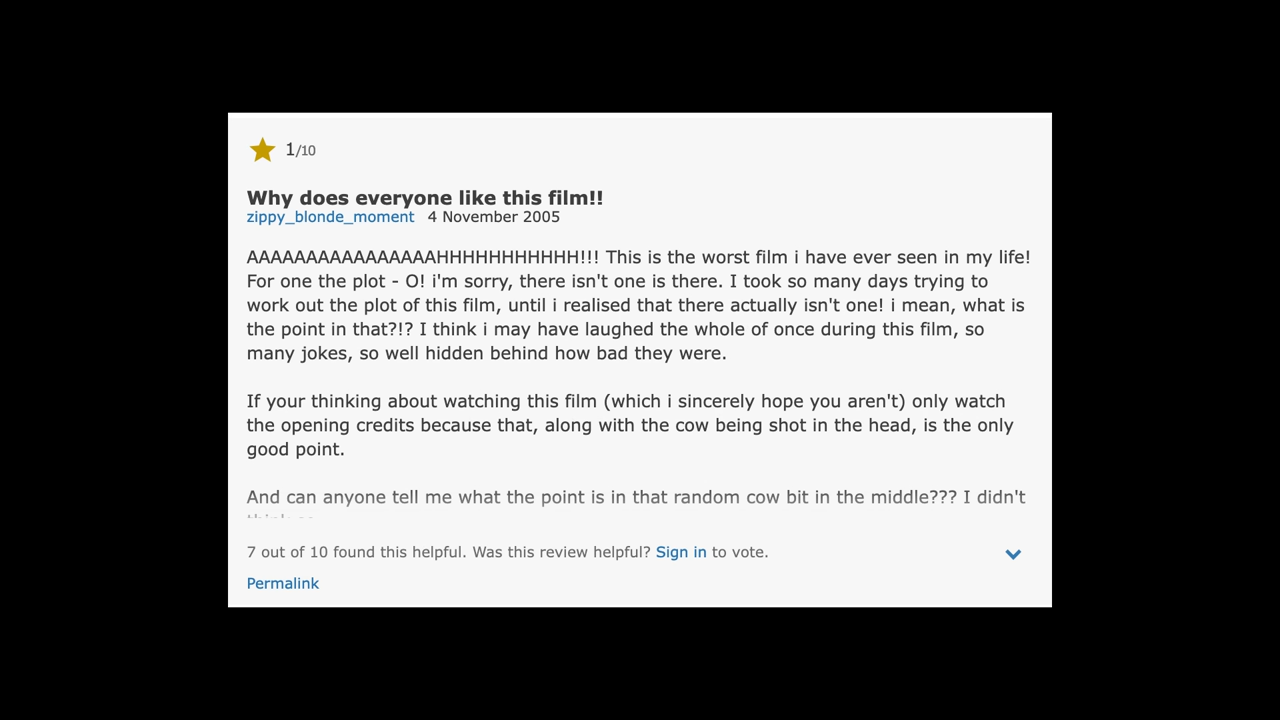 1/10
Why does everyone like this film!!
zippy_blonde_moment 4 November 2005
AAAAAAAAAAAAAAAAHHHHHHHHHHHH!!! This is the worst film i have ever seen in my life!
For one the plot - O! i'm sorry, there isn't one is there. I took so many days trying to
work out the plot of this film, until i realised that there actually isn't one! i mean, what is
the point in that?!? I think i may have laughed the whole of once during this film, so
many jokes, so well hidden behind how bad they were.
If your thinking about watching this film (which i sincerely hope you aren't) only watch
the opening credits because that, along with the cow being shot in the head, is the only
good point.
And can anyone tell me what the point is in that random cow bit in the middle??? I didn't
7 out of 10 found this helpful. Was this review helpful? Sign in to vote.
Permalink